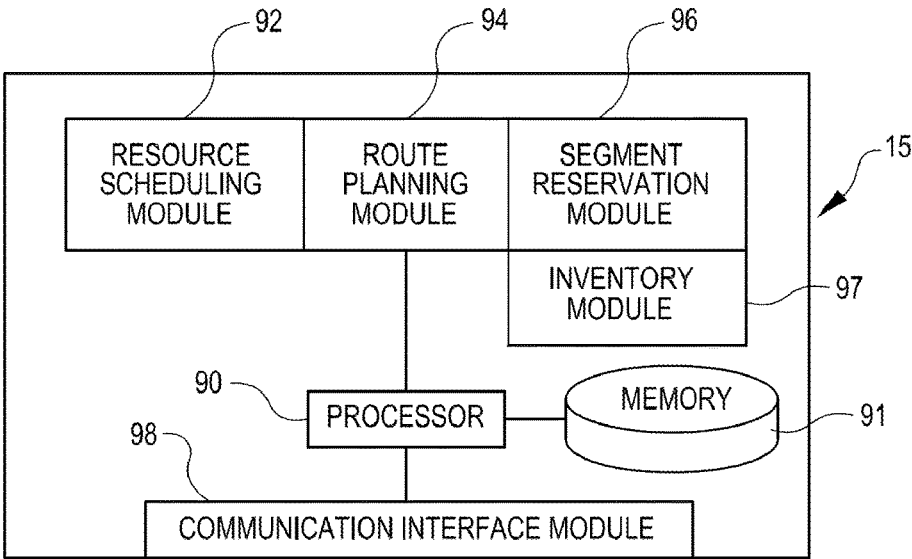 92
94
96
RESOURCE
SCHEDULING
MODULE
ROUTE
PLANNING
MODULE
SEGMENT
RESERVATION
MODULE
15
INVENTORY
MODULE
97
90
PROCESSOR
MEMORY
91
98
COMMUNICATION INTERFACE MODULE